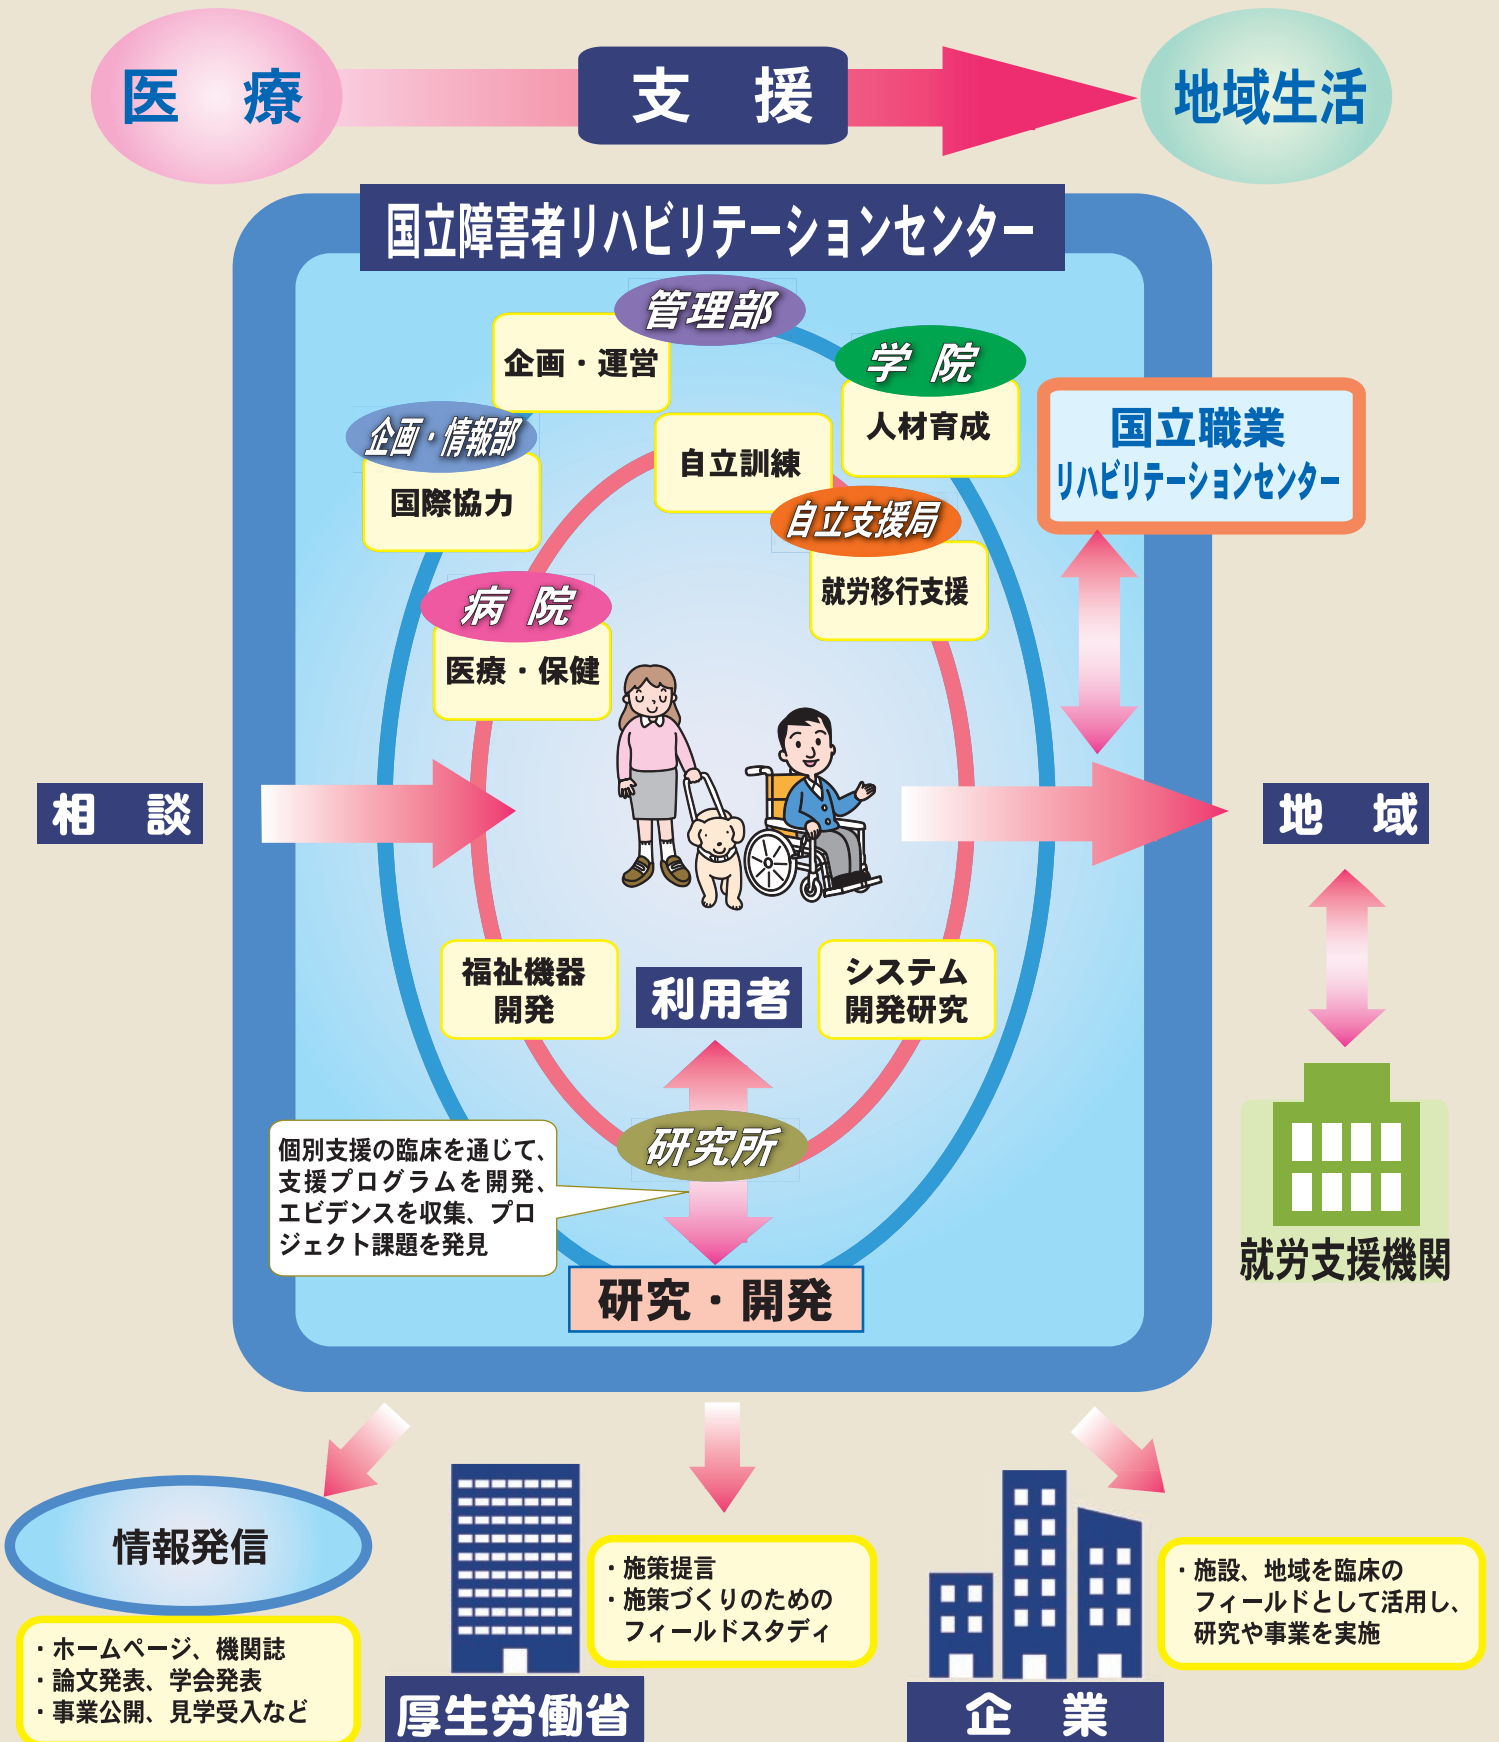 医 療
支 援
地域生活
国立障害者リハビリテーションセンター
管理部
企画・運営
学 院
人材育成
企画・情報部
国際協力
自立訓練
自立支援局
就労移行支援
国立職業
リハビリテーションセンター
病 院
医療・保健
相 談
地 域
福祉機器
開発
利用者
システム
開発研究
研究所
個別支援の臨床を通じて、
支援プログラムを開発、
エビデンスを収集、プロ
ジェクト課題を発見
研究・開発
就労支援機関
情報発信
・ホームページ、機関誌
・論文発表、学会発表
・事業公開、見学受入など
・施策提言
・施策づくりのための
フィールドスタディ
厚生労働省
・施設、地域を臨床の
フィールドとして活用し、
研究や事業を実施
企 業